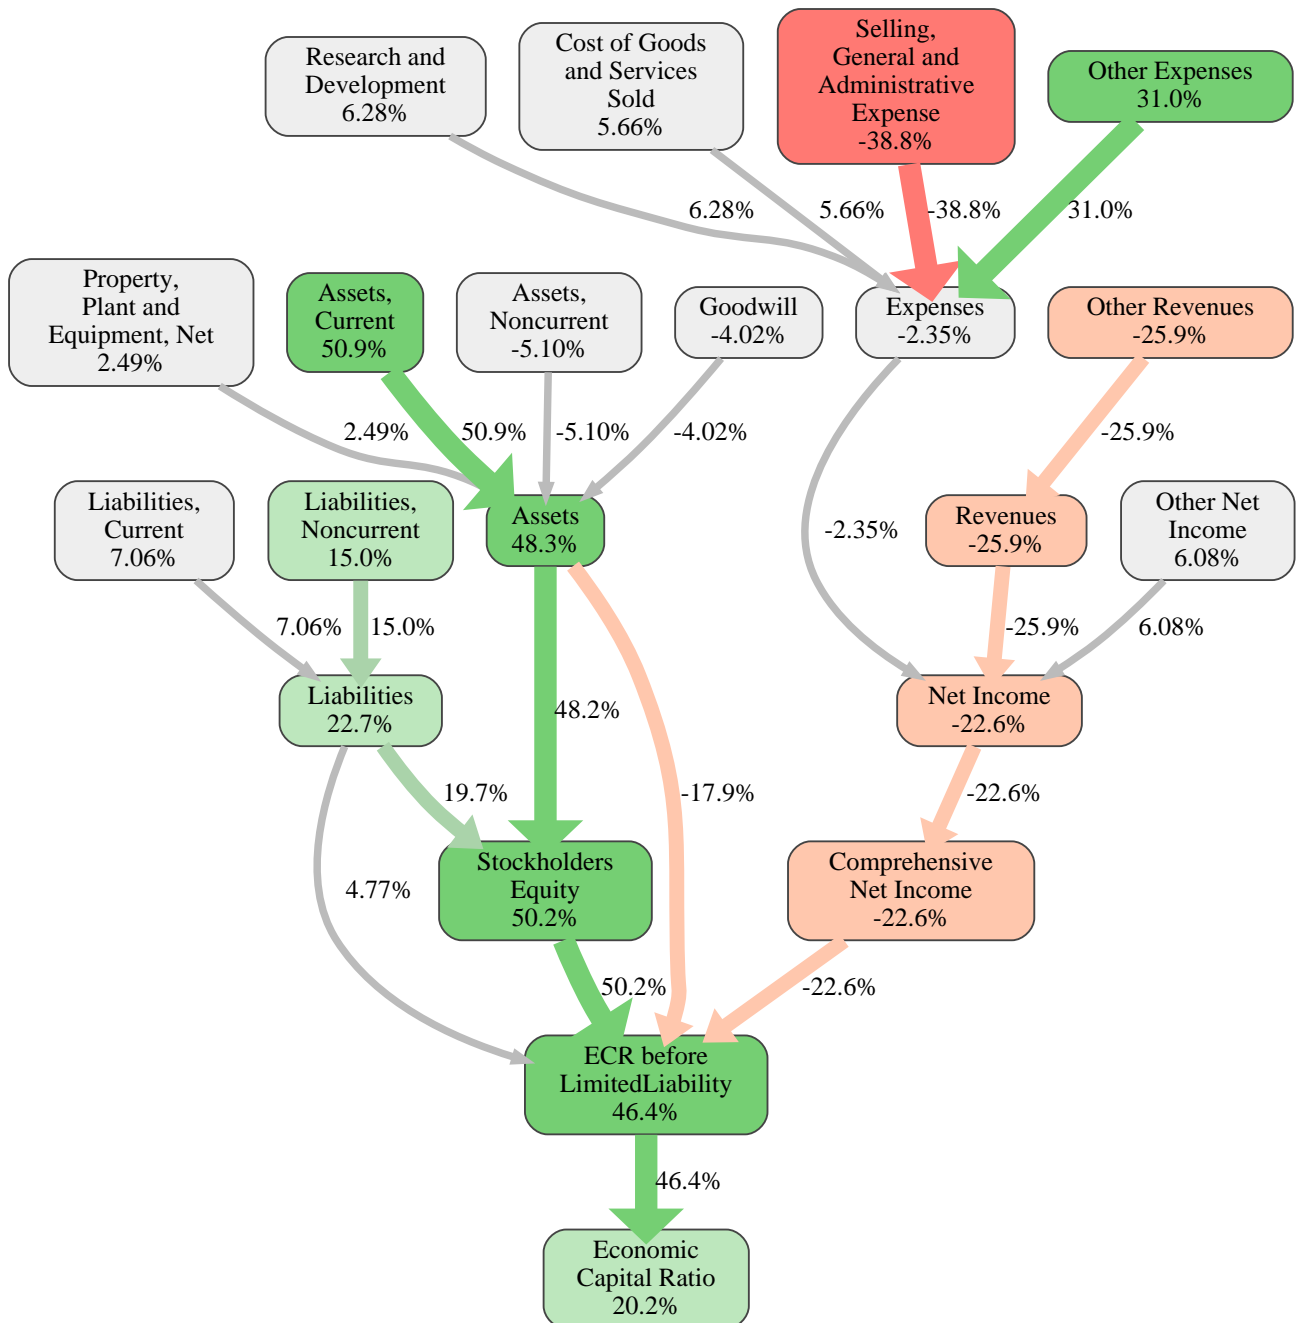 Research and
Development
6.28%
Cost of Goods
and Services
Sold
5.66%
Selling,
General and
Administrative
Expense
-38.8%
Other Expenses
31.0%
6.28%
5.66%
-38.8%
31.0%
Property,
Plant and
Equipment, Net
2.49%
Assets,
Current
50.9%
Assets,
Noncurrent
-5.10%
Goodwill
-4.02%
Expenses
-2.35%
Other Revenues
-25.9%
2.49%
50.9%
-5.10%
-4.02%
-25.9%
Liabilities,
Current
7.06%
Liabilities,
Noncurrent
15.0%
Assets
48.3%
-2.35%
Revenues
-25.9%
Other Net
Income
6.08%
7.06%
15.0%
-25.9%
6.08%
Liabilities
22.7%
48.2%
Net Income
-22.6%
19.7%
-17.9%
-22.6%
4.77%
Stockholders
Equity
50.2%
Comprehensive
Net Income
-22.6%
50.2%
-22.6%
ECR before
LimitedLiability
46.4%
46.4%
Economic
Capital Ratio
20.2%